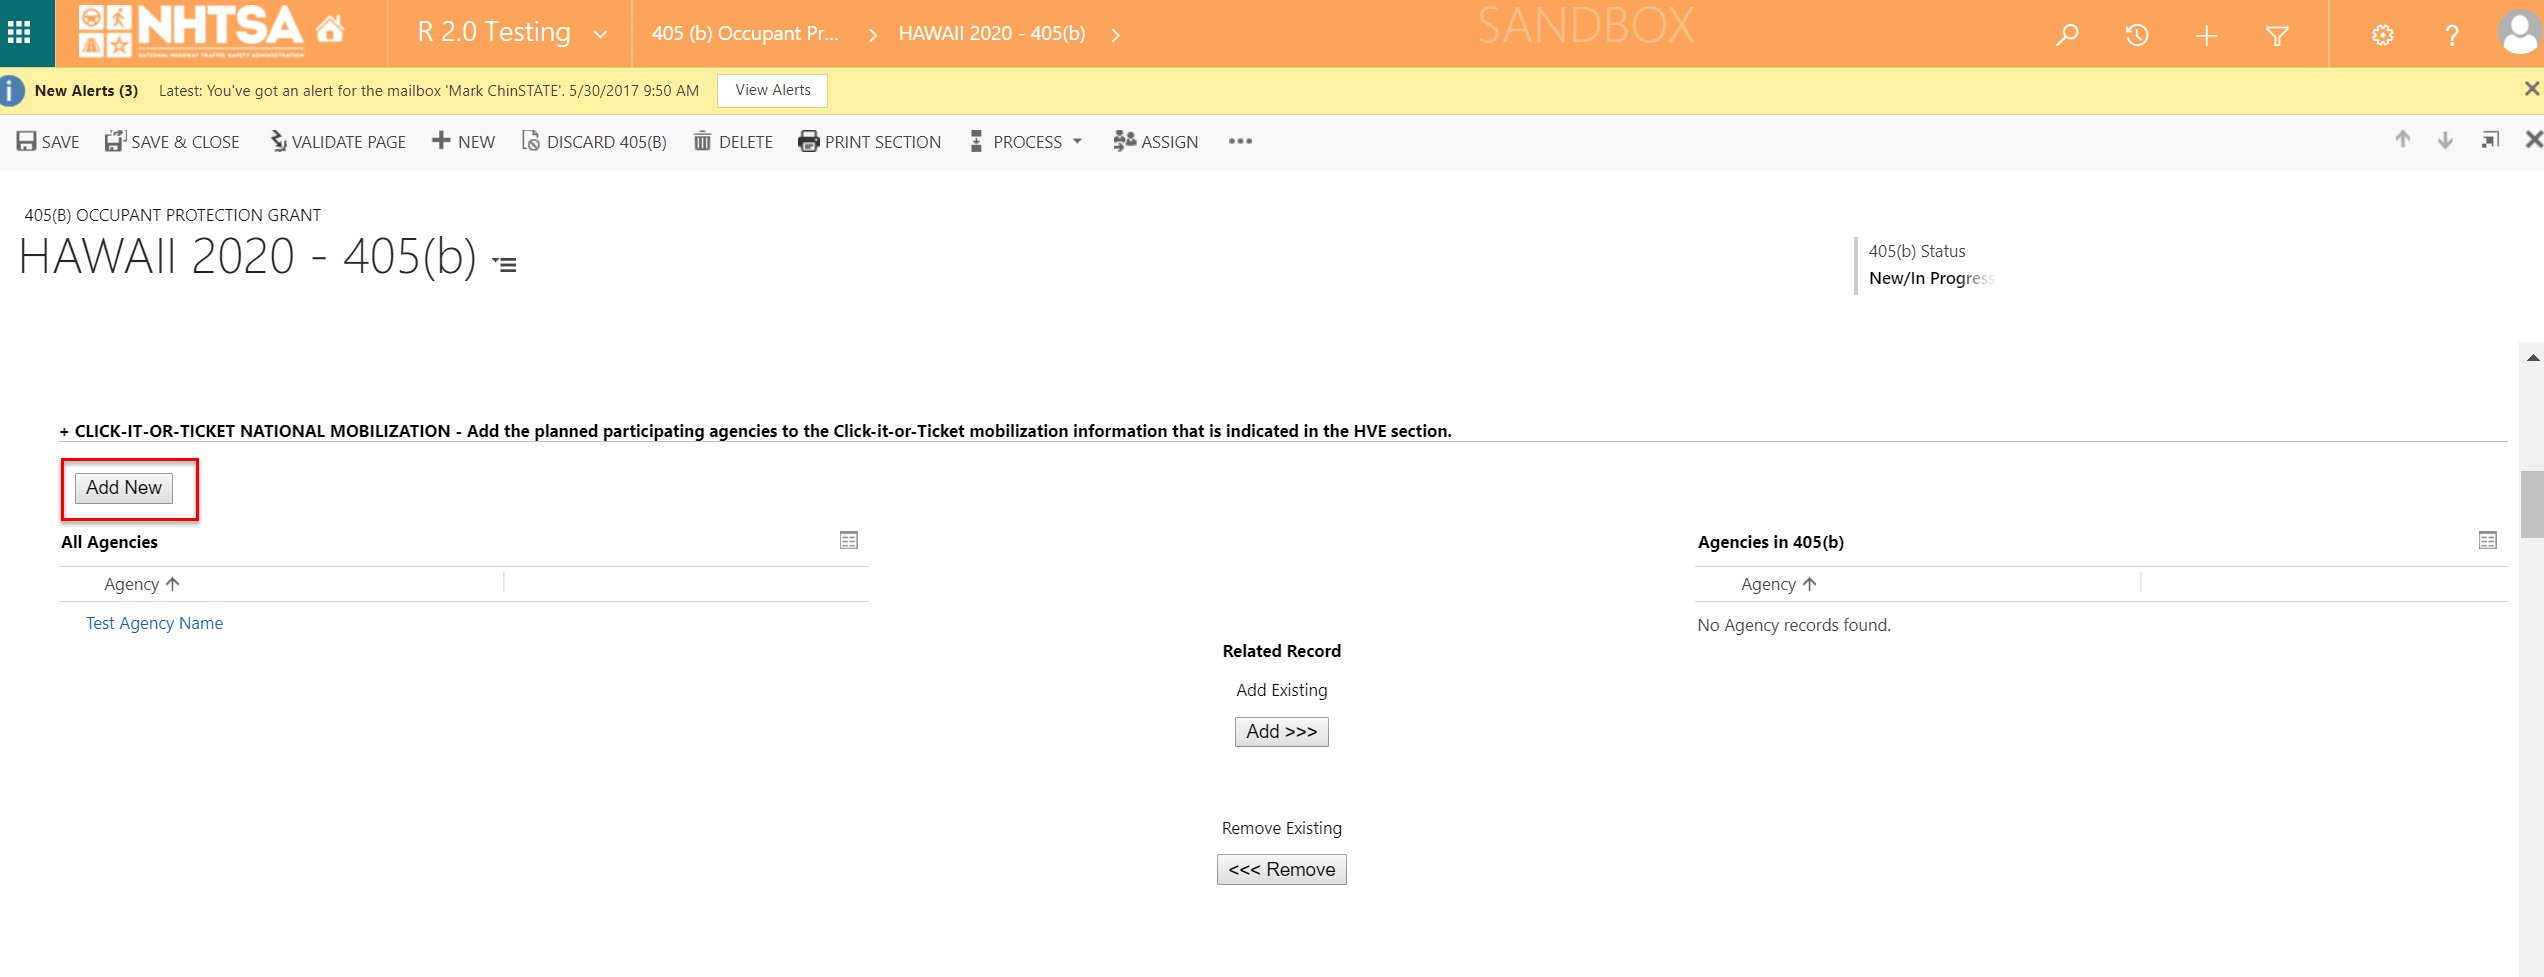 NHTSA
NATIONAL HIGHWAY TRAFFIC SAFETY ADMINISTRATION
R 2.0 Testing
405 (b) Occupant Pr...
HAWAII 2020 - 405(b)
SANDBOX
?
New Alerts (3) Latest: You've got an alert for the mailbox 'Mark ChinSTATE'. 5/30/2017 9:50 AM View Alerts
SAVE SAVE & CLOSE VALIDATE PAGE NEW DISCARD 405(B) DELETE PRINT SECTION PROCESS ASSIGN
405(B) OCCUPANT PROTECTION GRANT
HAWAII 2020 - 405(b)
405(b) Status
New/In Progress
+ CLICK-IT-OR-TICKET NATIONAL MOBILIZATION - Add the planned participating agencies to the Click-it-or-Ticket mobilization information that is indicated in the HVE section.
Add New
All Agencies
Agency
Test Agency Name
Related Record
Add Existing
Add >>>
Remove Existing
<<< Remove
Agencies in 405(b)
Agency
No Agency records found.